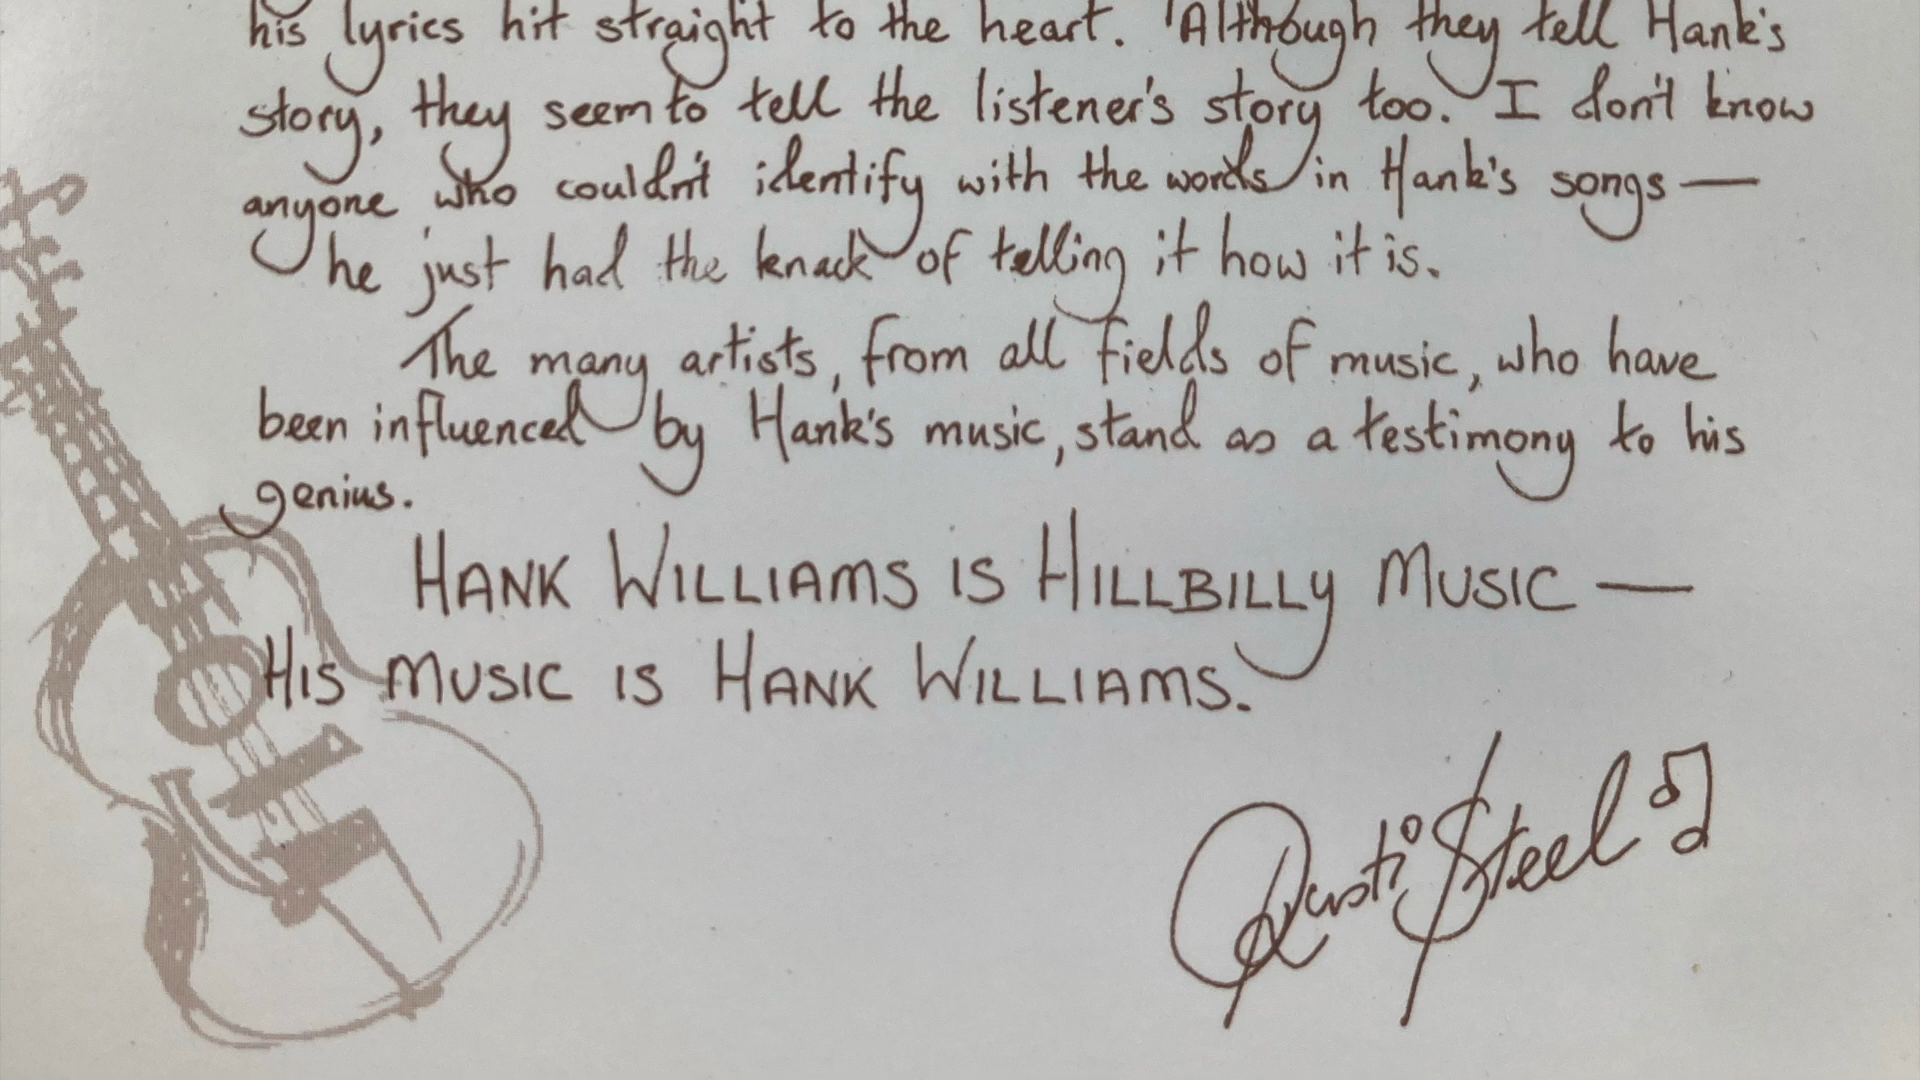 his lyrics hit straight to the heart. Although they tell Hank's
story, they seem to tell the listener's story too. I don't know
anyone who couldn't identify with the words in Hank's songs —
he just had the knack of telling it how it is.
The many artists, from all fields of music, who have
been influenced by Hank's music, stand as a testimony to his
genius.
HANK WILLIAMS IS HILLBILLY MUSIC —
HIS MUSIC IS HANK WILLIAMS.
Rusti Steel